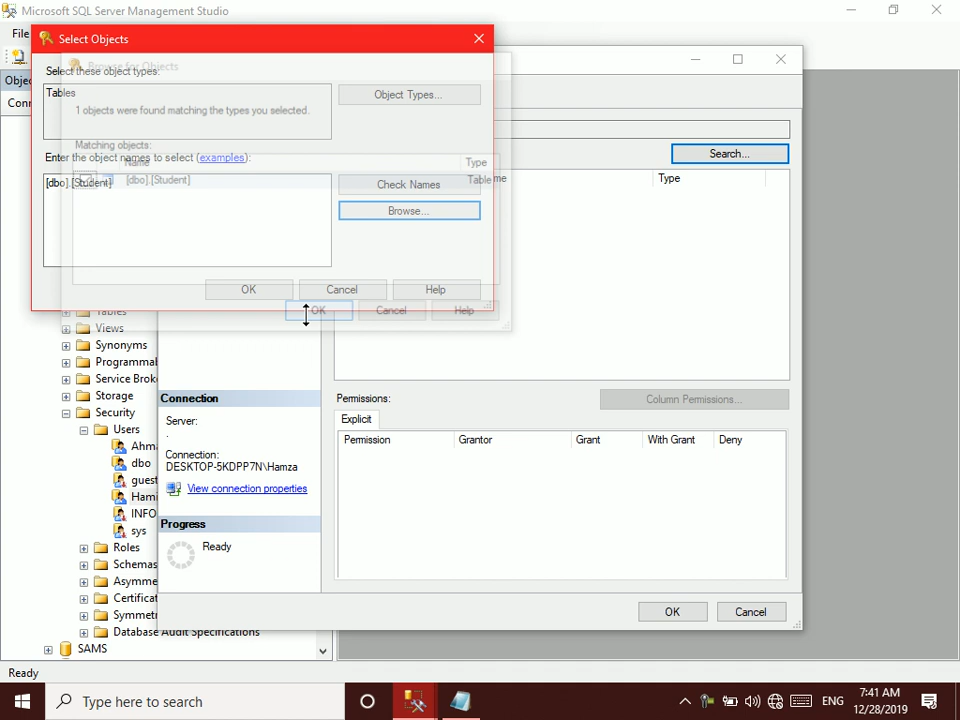 Microsoft SQL Server Management Studio
File
Select Objects
Browse for Objects
Select these object types:
Tables
Object Types...
1 objects were found matching the types you selected.
Matching objects:
Enter the object names to select (examples):
Name
Type
[dbo].[Student]
[dbo].[Student]
Table
Check Names
Browse...
OK
Cancel
Help
OK
Cancel
Help
Search...
me
Type
Obje
Conr
Tables
Views
Synonyms
Programmab
Service Broke
Storage
Security
Users
Ahm
dbo
guest
Hami
INFO
sys
Roles
Schemas
Asymme
Certificat
Symmetr
Database Audit Specifications
SAMS
Connection
Server:
.
Connection:
DESKTOP-5KDPP7N\Hamza
View connection properties
Progress
Ready
Permissions:
Column Permissions...
Explicit
Permission
Grantor
Grant
With Grant
Deny
OK
Cancel
Ready
Type here to search
ENG
7:41 AM
12/28/2019